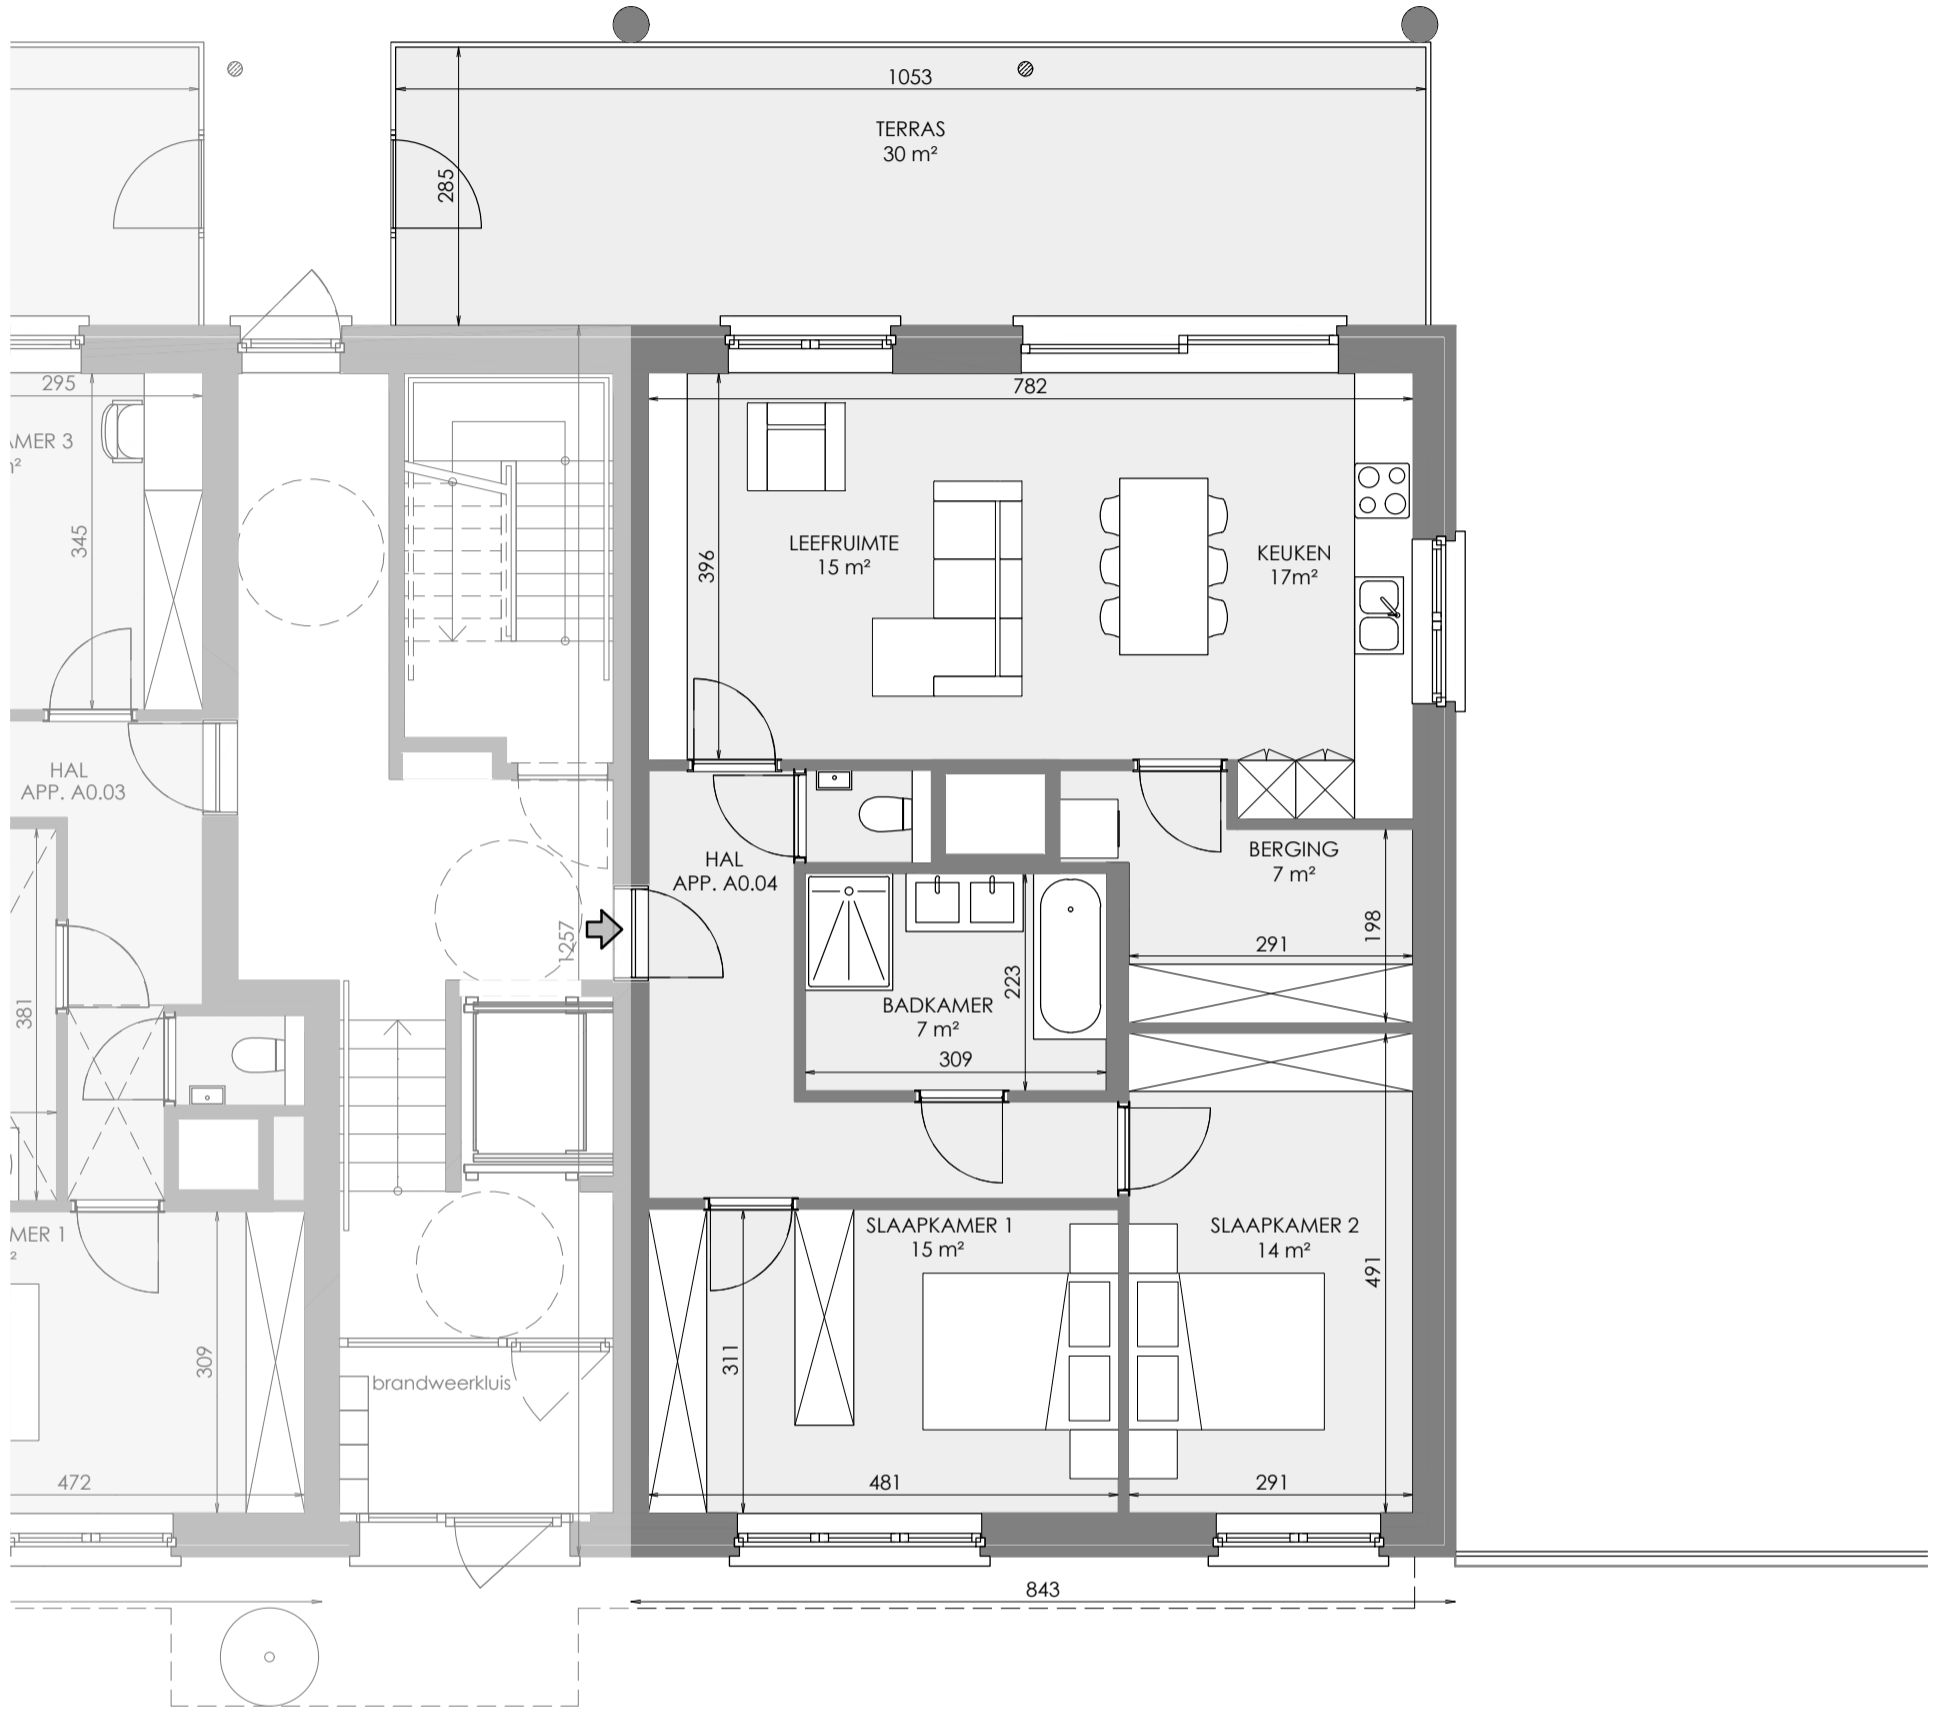 1053
TERRAS
30 m²
285
295
AMER 3
m²
345
782
396
LEEFRUIMTE
15 m²
KEUKEN
17m²
HAL
APP. A0.03
HAL
APP. A0.04
BERGING
7 m²
198
291
1257
381
BADKAMER
7 m²
223
309
MER 1
²
309
SLAAPKAMER 1
15 m²
SLAAPKAMER 2
14 m²
491
311
brandweerkluis
472
481
291
843